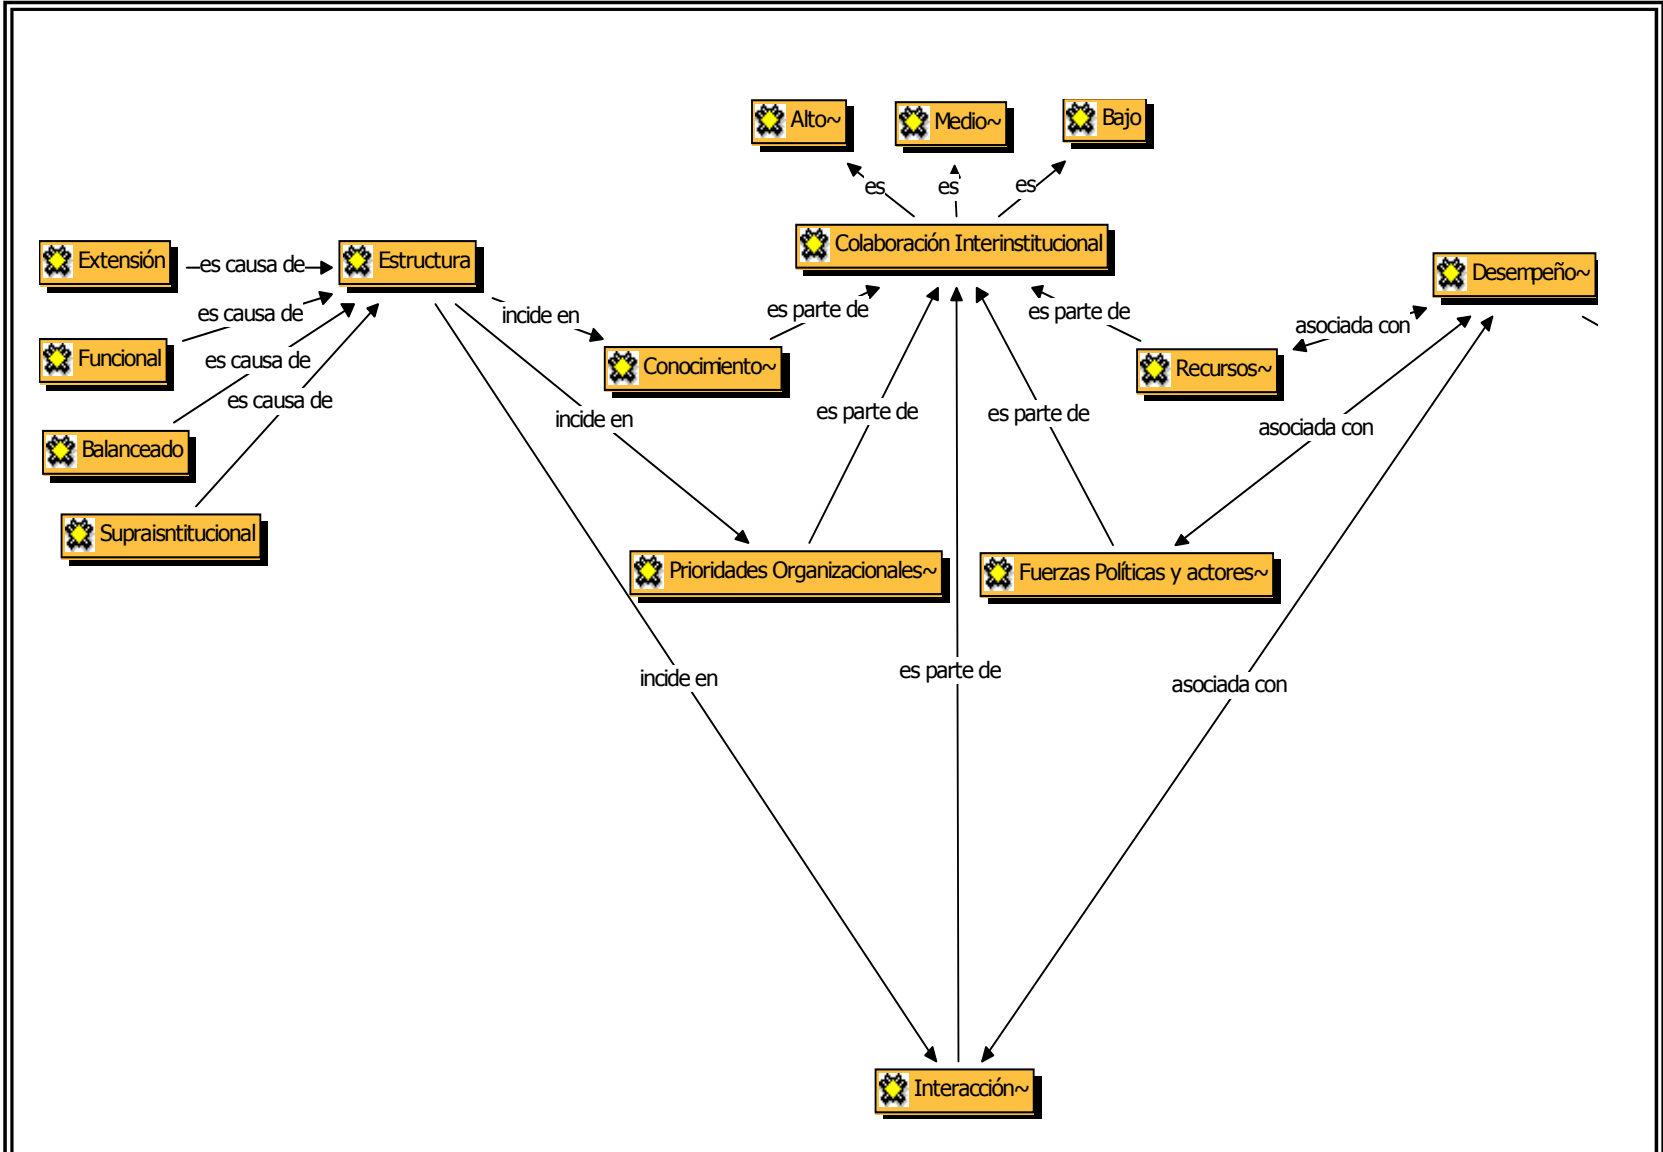 Alto~
Medio~
Bajo
es
es
es
Colaboración Interinstitucional
Extensión
es causa de
Estructura
Desempeño~
es causa de
incide en
es parte de
es parte de
asociada con
Funcional
es causa de
Conocimiento~
Recursos~
es causa de
incide en
es parte de
es parte de
asociada con
Balanceado
Supraisntitucional
Prioridades Organizacionales~
Fuerzas Políticas y actores~
incide en
es parte de
asociada con
Interacción~